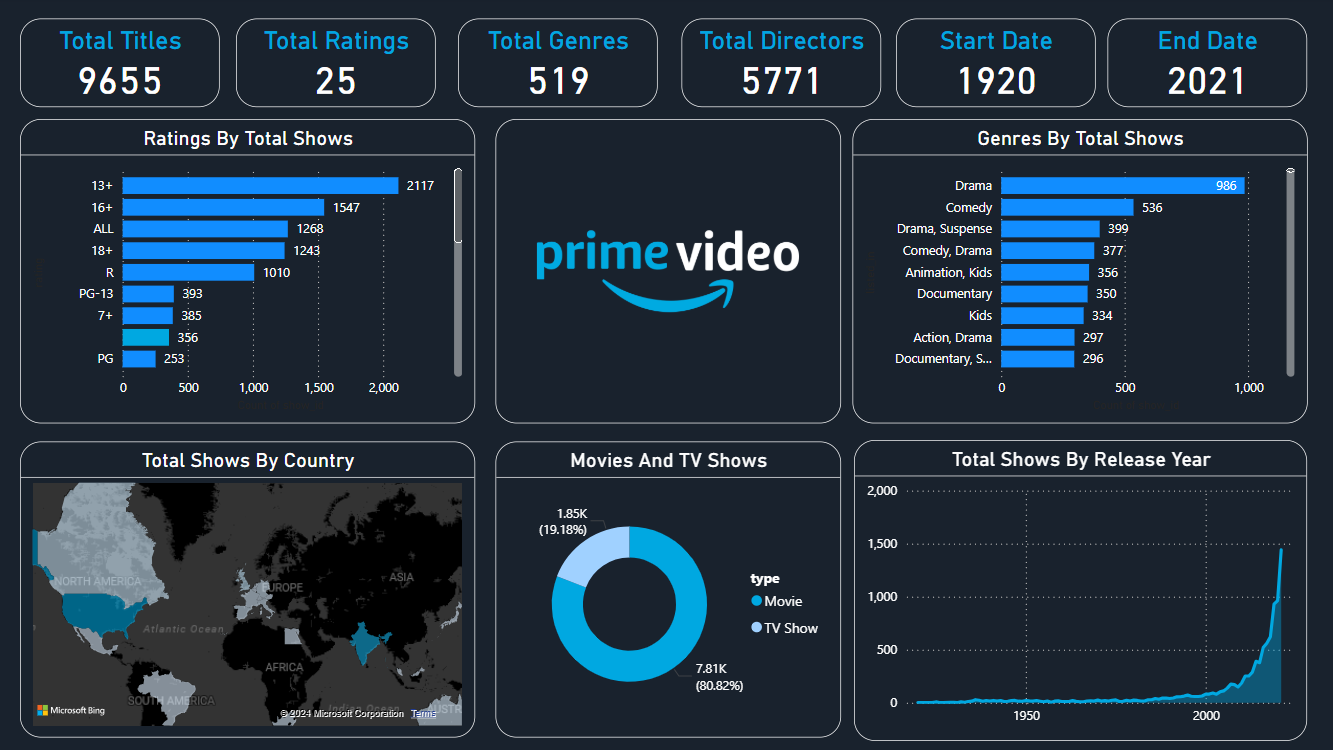 Total Titles
9655
Total Ratings
25
Total Genres
519
Total Directors
5771
Start Date
1920
End Date
2021
Ratings By Total Shows
13+ 2117
16+ 1547
ALL 1268
18+ 1243
R 1010
PG-13 393
7+ 385
356
PG 253
0 500 1,000 1,500 2,000
prime video
Genres By Total Shows
Drama 986
Comedy 536
Drama, Suspense 399
Comedy, Drama 377
Animation, Kids 356
Documentary 350
Kids 334
Action, Drama 297
Documentary, S... 296
0 500 1,000
Total Shows By Country
NORTH AMERICA
EUROPE
ASIA
Atlantic Ocean
AFRICA
SOUTH AMERICA
Indian Ocean
AUSTR
Microsoft Bing
© 2024 Microsoft Corporation Terms
Movies And TV Shows
1.85K
(19.18%)
type
Movie
TV Show
7.81K
(80.82%)
Total Shows By Release Year
2,000
1,500
1,000
500
0
1950 2000